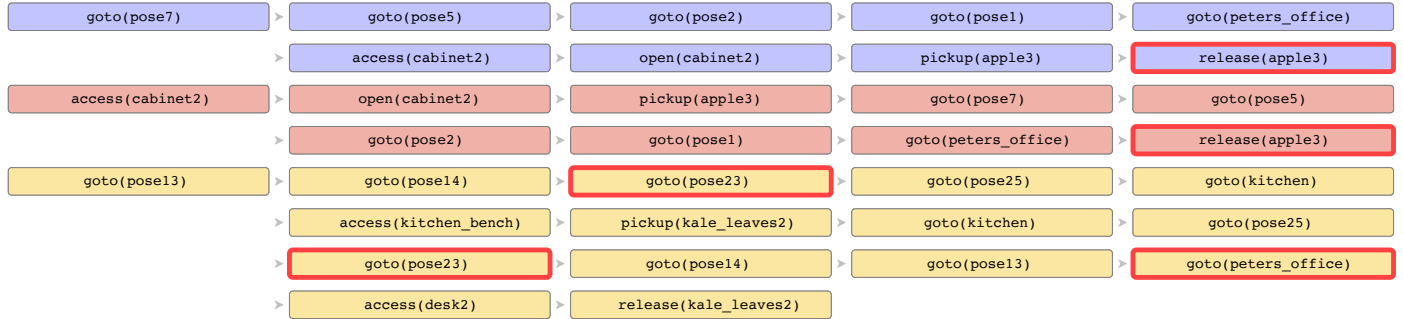 goto(pose7) goto(pose5) goto(pose2) goto(pose1) goto(peters_office)
access(cabinet2) open(cabinet2) pickup(apple3) release(apple3)
access(cabinet2) open(cabinet2) pickup(apple3) goto(pose7) goto(pose5)
goto(pose2) goto(pose1) goto(peters_office) release(apple3)
goto(pose13) goto(pose14) goto(pose23) goto(pose25) goto(kitchen)
access(kitchen_bench) pickup(kale_leaves2) goto(kitchen) goto(pose25)
goto(pose23) goto(pose14) goto(pose13) goto(peters_office)
access(desk2) release(kale_leaves2)